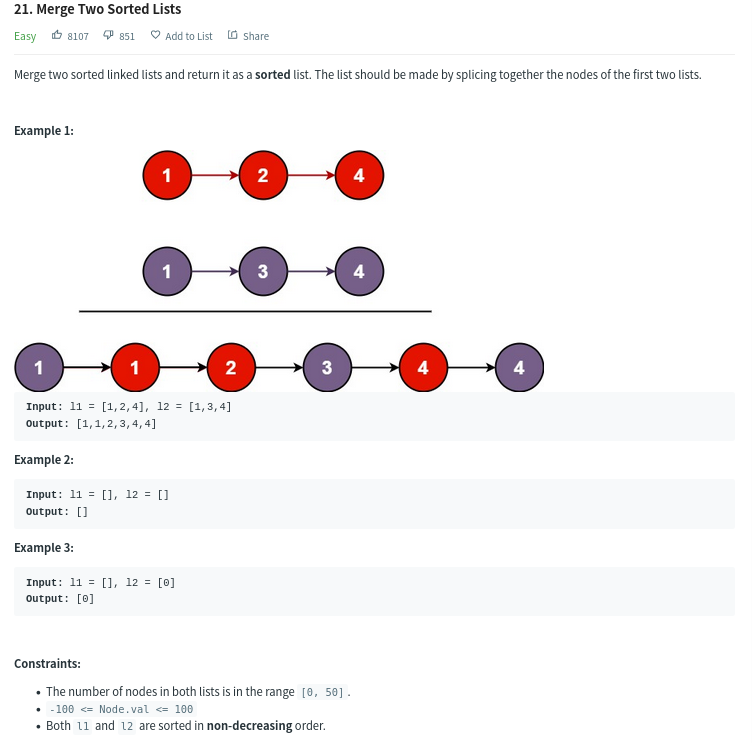 21. Merge Two Sorted Lists
Easy 8107 851 Add to List Share
Merge two sorted linked lists and return it as a sorted list. The list should be made by splicing together the nodes of the first two lists.
Example 1:
1 2 4
1 3 4
1 1 2 3 4 4
Input: l1 = [1,2,4], l2 = [1,3,4]
Output: [1,1,2,3,4,4]
Example 2:
Input: l1 = [], l2 = []
Output: []
Example 3:
Input: l1 = [], l2 = [0]
Output: [0]
Constraints:
• The number of nodes in both lists is in the range [0, 50].
• -100 <= Node.val <= 100
• Both l1 and l2 are sorted in non-decreasing order.